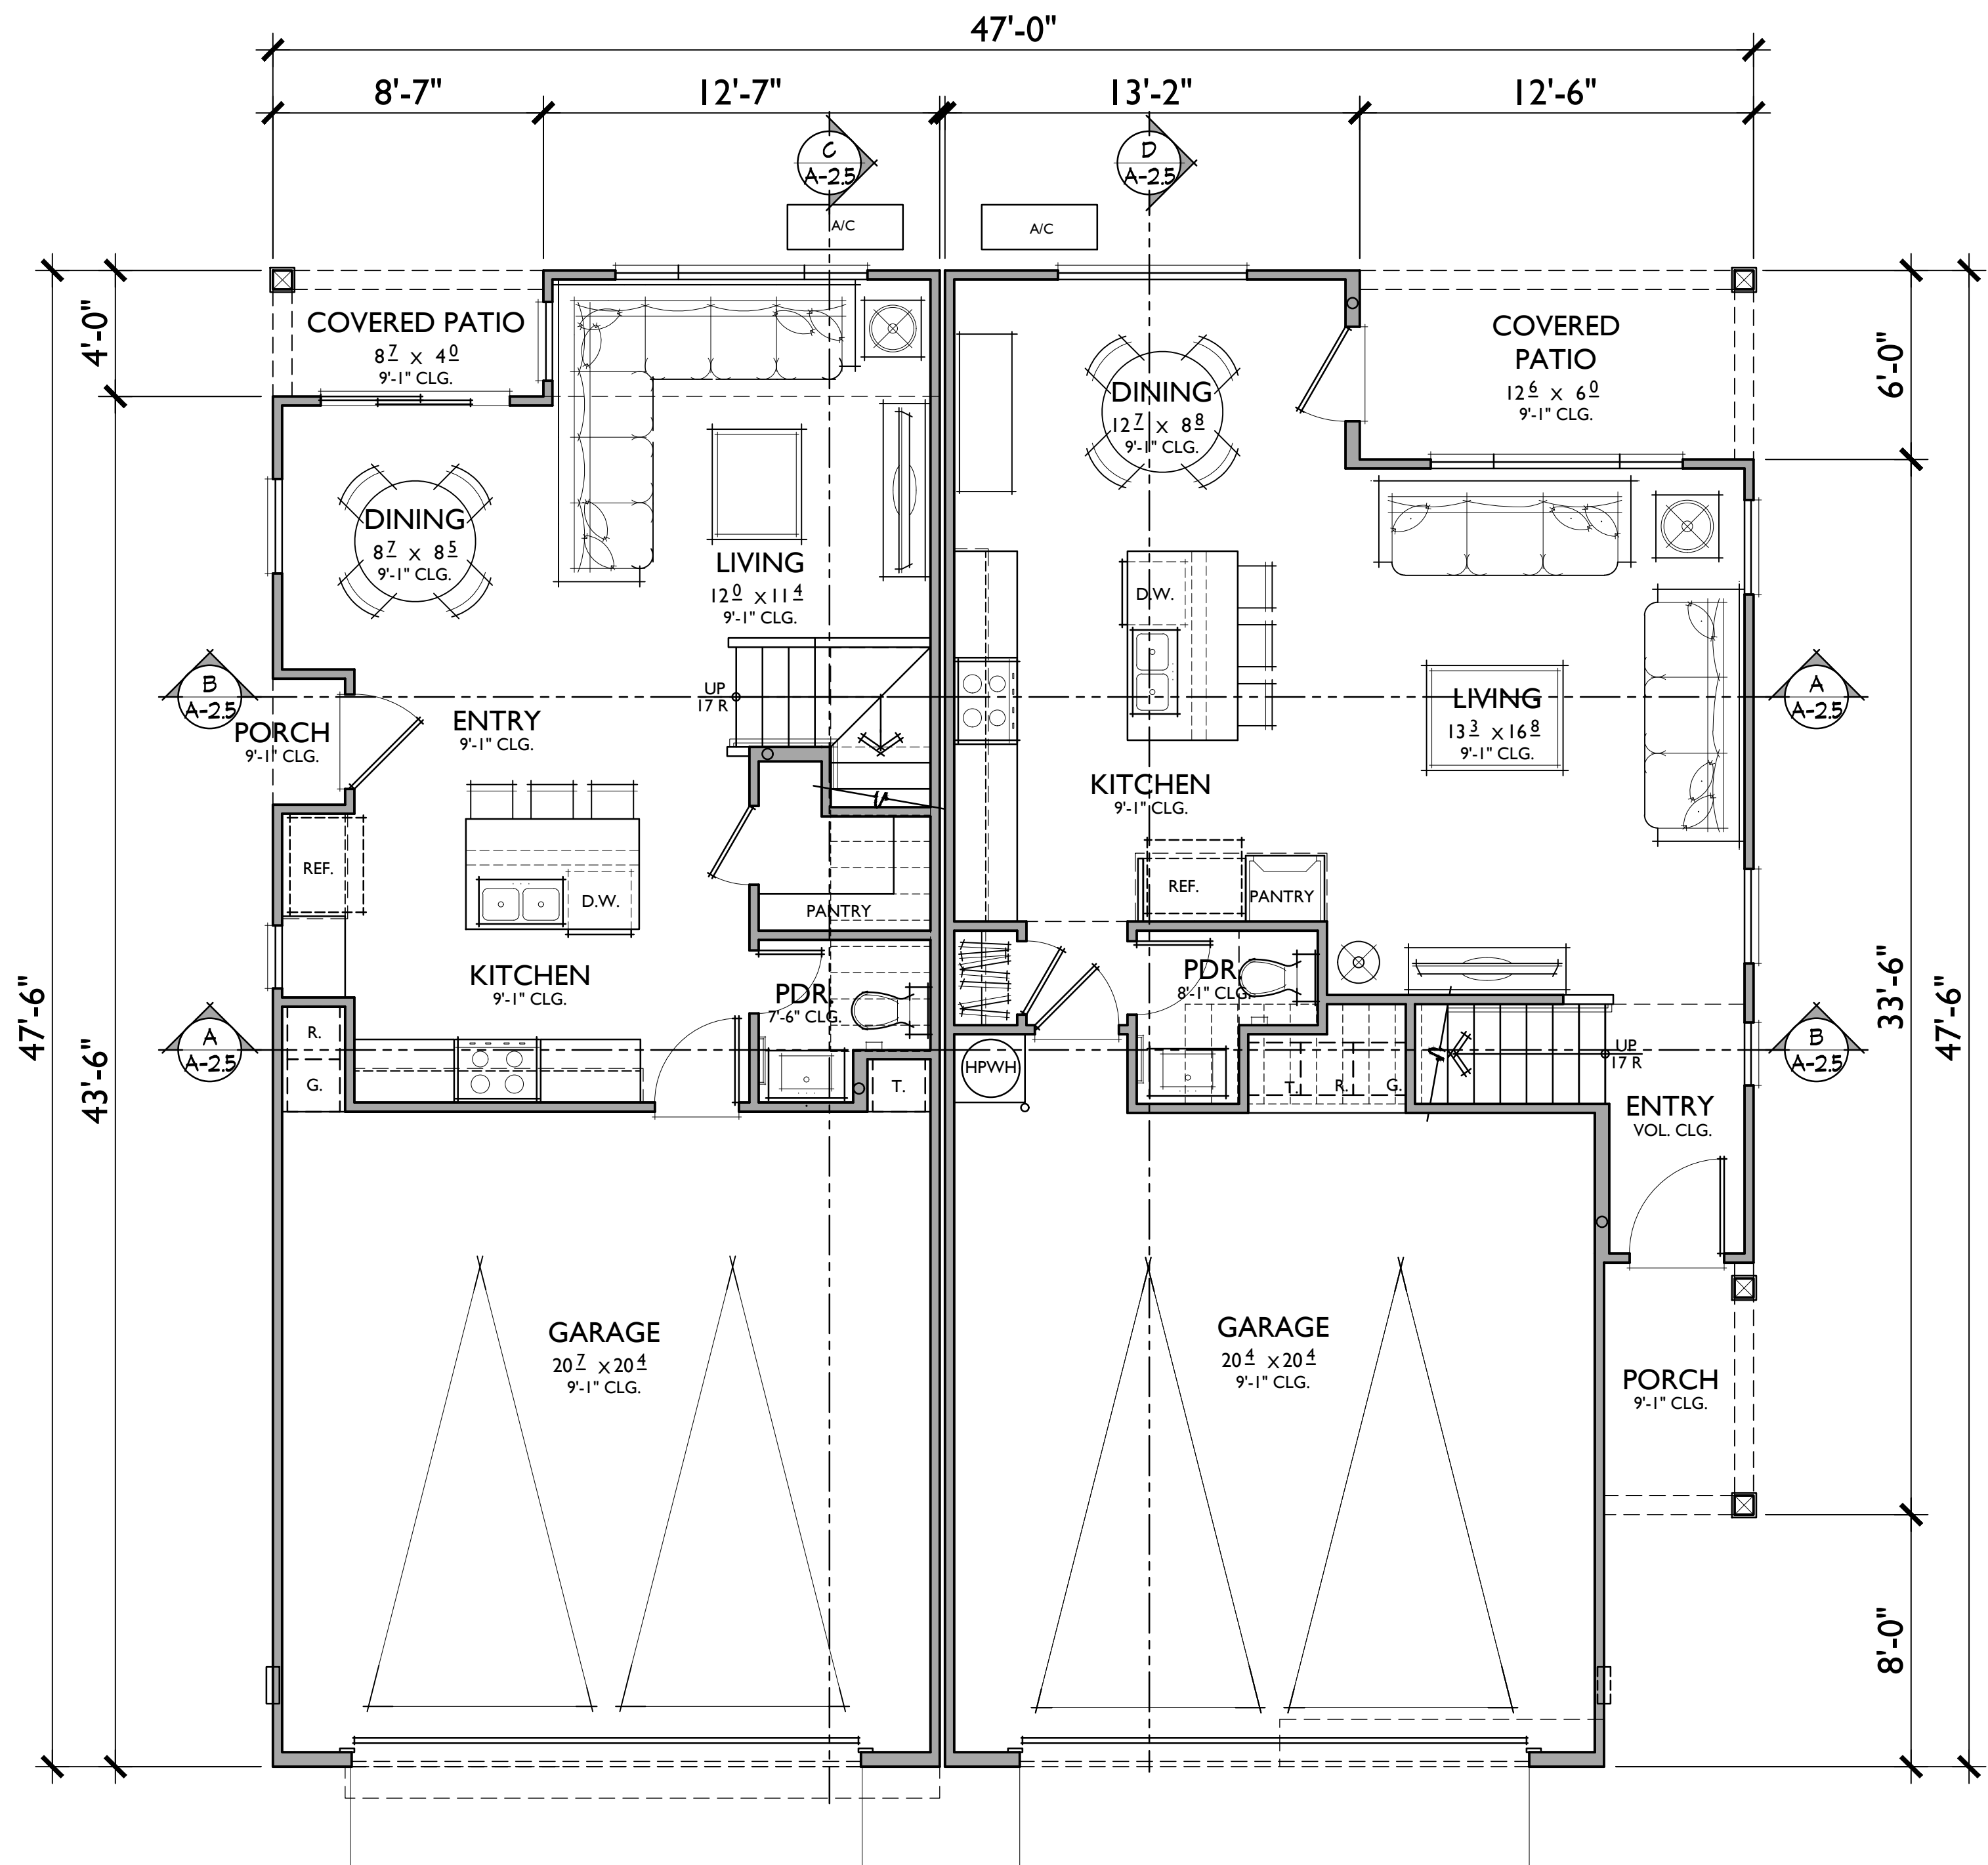 47'-0"
8'-7"
12'-7"
13'-2"
12'-6"
C
A-2.5
D
A-2.5
A/C
A/C
4'-0"
43'-6"
47'-6"
6'-0"
33'-6"
8'-0"
47'-6"
COVERED PATIO
8 7 X 4 0
9'-1" CLG.
DINING
8 7 X 8 5
9'-1" CLG.
LIVING
12 0 X 11 4
9'-1" CLG.
B
A-2.5
PORCH
9'-1" CLG.
ENTRY
9'-1" CLG.
UP
17 R
REF.
D.W.
PANTRY
KITCHEN
9'-1" CLG.
PDR.
7'-6" CLG.
A
A-2.5
R.
G.
T.
GARAGE
20 7 X 20 4
9'-1" CLG.
DINING
12 7 X 8 8
9'-1" CLG.
COVERED
PATIO
12 6 X 6 0
9'-1" CLG.
D.W.
LIVING
13 3 X 16 8
9'-1" CLG.
A
A-2.5
KITCHEN
9'-1" CLG.
REF.
PANTRY
PDR.
8'-1" CLG.
HPWH
T.
R.
G.
UP
17 R
B
A-2.5
ENTRY
VOL. CLG.
GARAGE
20 4 X 20 4
9'-1" CLG.
PORCH
9'-1" CLG.